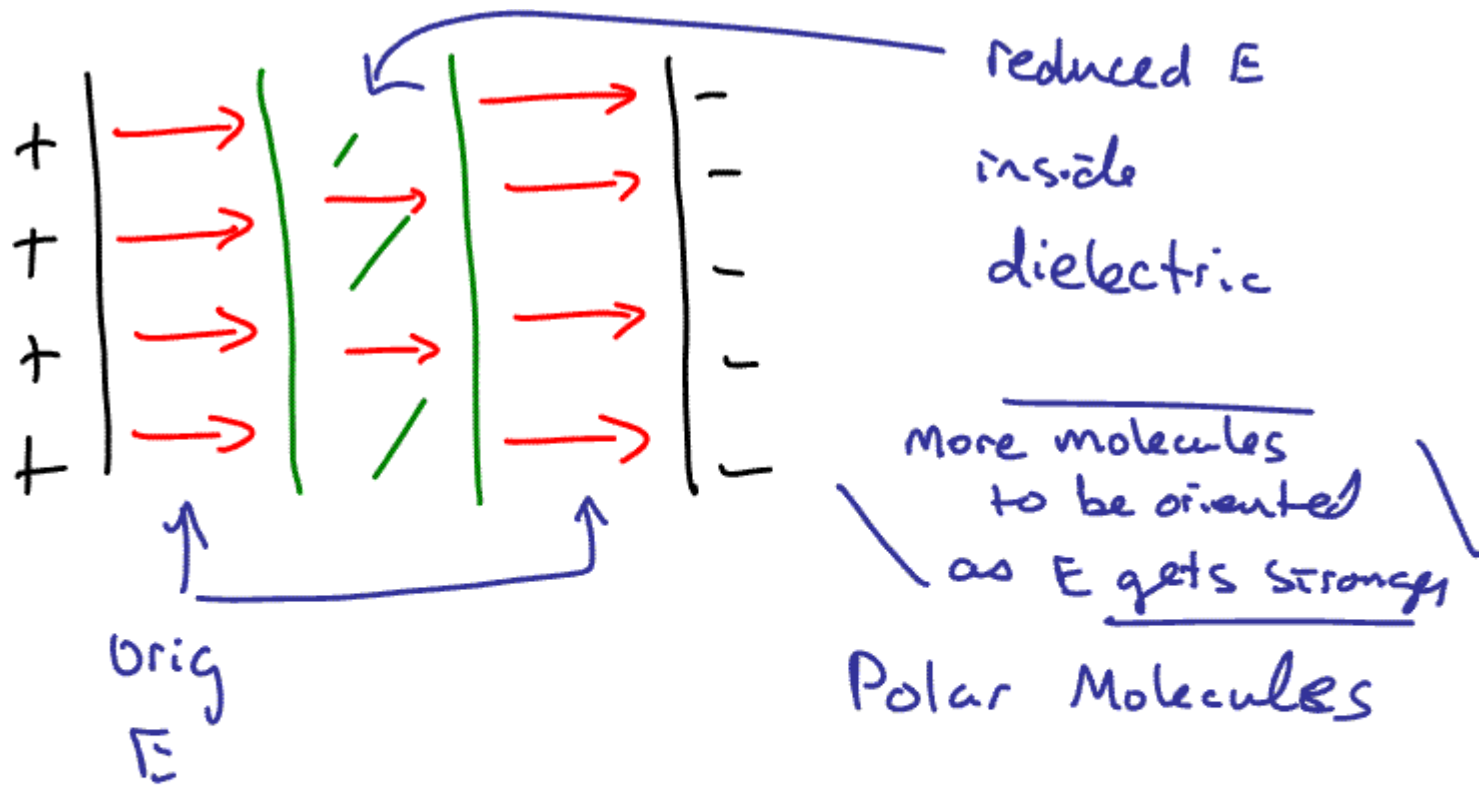 reduced E
inside
dielectric
+ -
+ -
+ -
+ -
-
More molecules
to be oriented
as E gets stronger
Polar Molecules
Orig
E